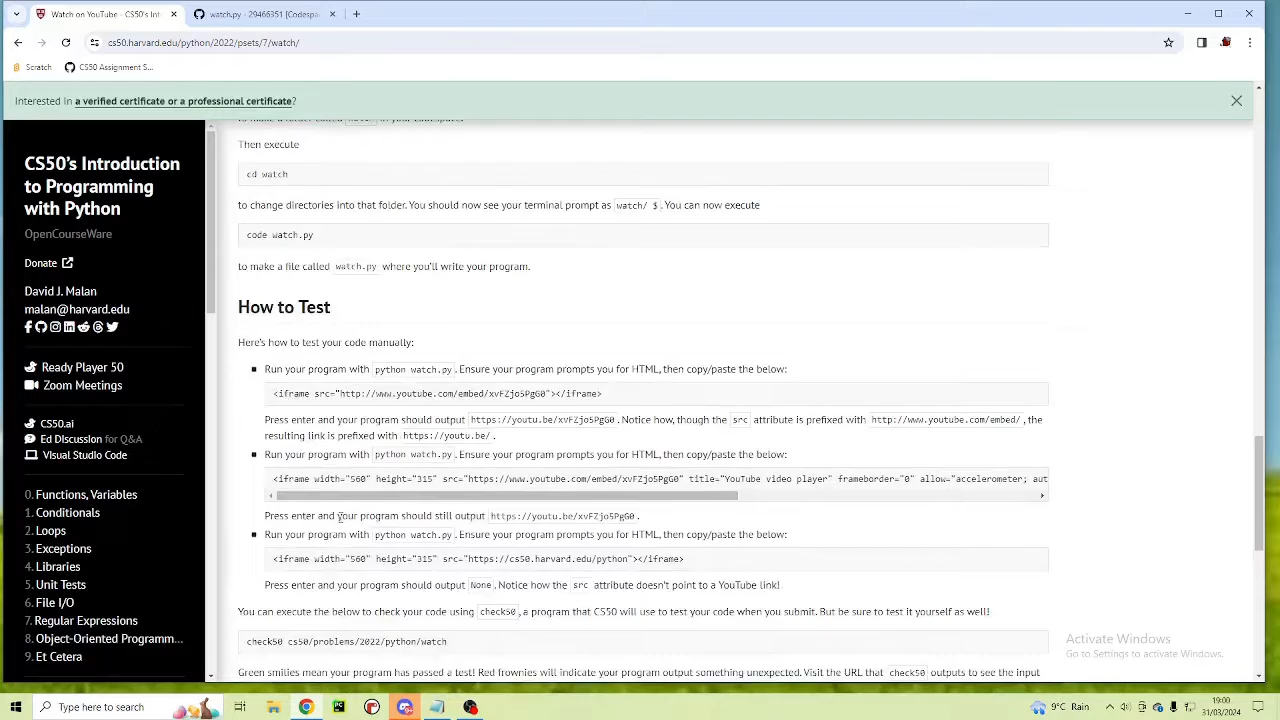 Watch on YouTube - CS50's Int
watch.py - 29466351 [Codespa
cs50.harvard.edu/python/2022/psets/7/watch/
Scratch
CS50 Assignment S...
Interested in a verified certificate or a professional certificate?
CS50's Introduction
to Programming
with Python
OpenCourseWare
Donate
David J. Malan
malan@harvard.edu
Ready Player 50
Zoom Meetings
CS50.ai
Ed Discussion for Q&A
Visual Studio Code
0. Functions, Variables
1. Conditionals
2. Loops
3. Exceptions
4. Libraries
5. Unit Tests
6. File I/O
7. Regular Expressions
8. Object-Oriented Programm...
9. Et Cetera
Then execute
cd watch
to change directories into that folder. You should now see your terminal prompt as watch/ $. You can now execute
code watch.py
to make a file called watch.py where you'll write your program.
How to Test
Here's how to test your code manually:
Run your program with python watch.py. Ensure your program prompts you for HTML, then copy/paste the below:
<iframe src="http://www.youtube.com/embed/xvFZjo5PgG0"></iframe>
Press enter and your program should output https://youtu.be/xvFZjo5PgG0. Notice how, though the src attribute is prefixed with http://www.youtube.com/embed/, the
resulting link is prefixed with https://youtu.be/.
Run your program with python watch.py. Ensure your program prompts you for HTML, then copy/paste the below:
<iframe width="560" height="315" src="https://www.youtube.com/embed/xvFZjo5PgG0" title="YouTube video player" frameborder="0" allow="accelerometer; aut
Press enter and your program should still output https://youtu.be/xvFZjo5PgG0.
Run your program with python watch.py. Ensure your program prompts you for HTML, then copy/paste the below:
<iframe width="560" height="315" src="https://cs50.harvard.edu/python"></iframe>
Press enter and your program should output None. Notice how the src attribute doesn't point to a YouTube link!
You can execute the below to check your code using check50, a program that CS50 will use to test your code when you submit. But be sure to test it yourself as well!
check50 cs50/problems/2022/python/watch
Green smilies mean your program has passed a test! Red frownies will indicate your program output something unexpected. Visit the URL that check50 outputs to see the input
Activate Windows
Go to Settings to activate Windows.
Type here to search
9°C Rain
19:00
31/03/2024